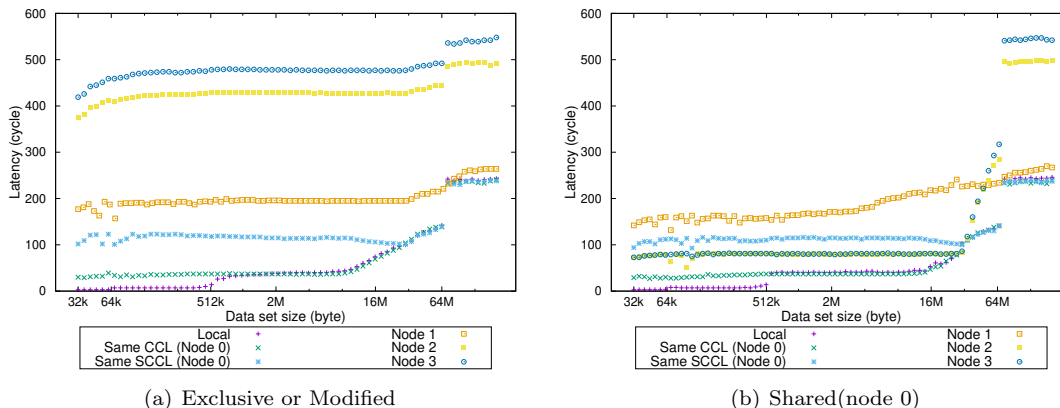 600
500
400
300
200
100
0
Latency (cycle)
32k 64k 512k 2M 16M 64M
Data set size (byte)
Local
Same CCL (Node 0)
Same SCCL (Node 0)
Node 1
Node 2
Node 3
(a) Exclusive or Modified
600
500
400
300
200
100
0
Latency (cycle)
32k 64k 512k 2M 16M 64M
Data set size (byte)
Local
Same CCL (Node 0)
Same SCCL (Node 0)
Node 1
Node 2
Node 3
(b) Shared(node 0)